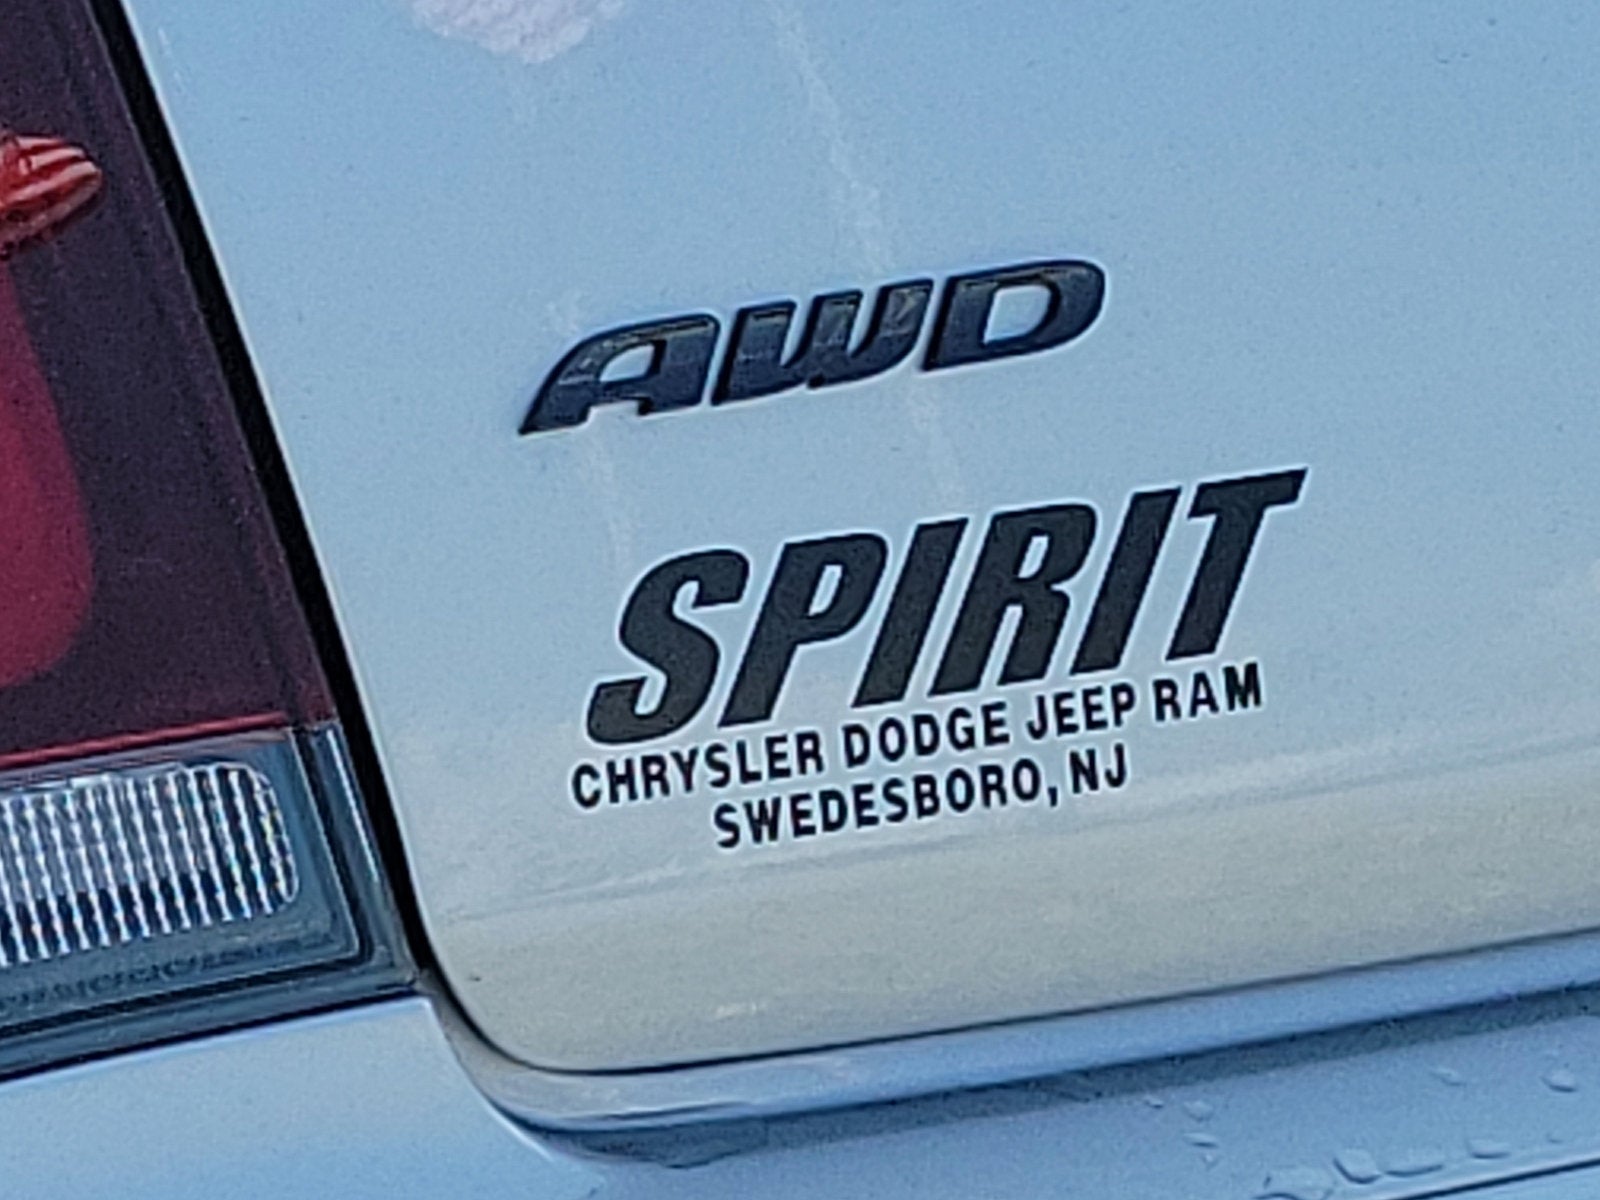 AWD
SPIRIT
CHRYSLER DODGE JEEP RAM
SWEDESBORO, NJ